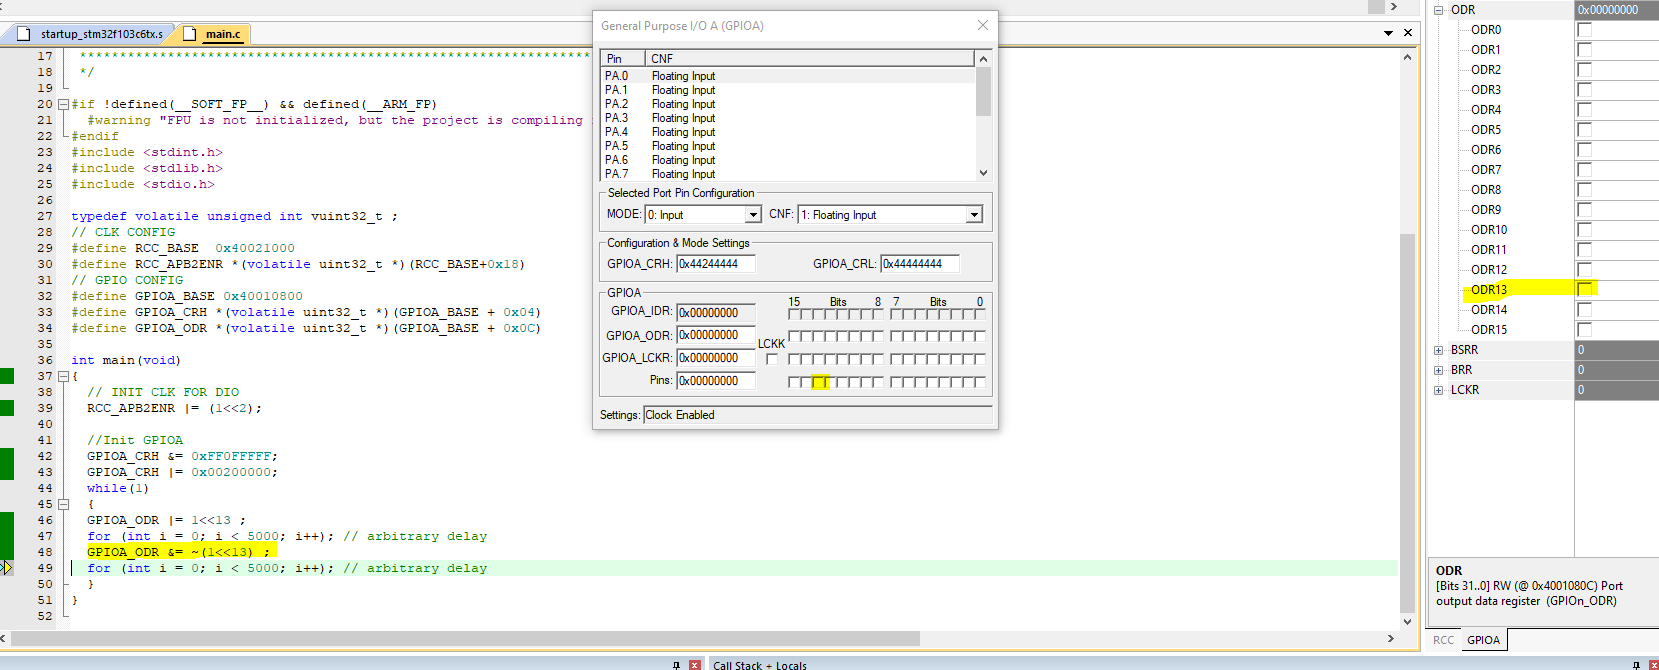 startup_stm32f103c6tx.s
main.c
17 ******************************************************************
18 */
19
20 #if !defined(__SOFT_FP__) && defined(__ARM_FP)
21 #warning "FPU is not initialized, but the project is compiling
22 #endif
23 #include <stdint.h>
24 #include <stdlib.h>
25 #include <stdio.h>
26
27 typedef volatile unsigned int vuint32_t ;
28 // CLK CONFIG
29 #define RCC_BASE 0x40021000
30 #define RCC_APB2ENR *(volatile uint32_t *)(RCC_BASE+0x18)
31 // GPIO CONFIG
32 #define GPIOA_BASE 0x40010800
33 #define GPIOA_CRH *(volatile uint32_t *)(GPIOA_BASE + 0x04)
34 #define GPIOA_ODR *(volatile uint32_t *)(GPIOA_BASE + 0x0C)
35
36 int main(void)
37 {
38 // INIT CLK FOR DIO
39 RCC_APB2ENR |= (1<<2);
40
41 //Init GPIOA
42 GPIOA_CRH &= 0xFF0FFFFF;
43 GPIOA_CRH |= 0x00200000;
44 while(1)
45 {
46 GPIOA_ODR |= 1<<13 ;
47 for (int i = 0; i < 5000; i++); // arbitrary delay
48 GPIOA_ODR &= ~(1<<13) ;
49 for (int i = 0; i < 5000; i++); // arbitrary delay
50 }
51 }
52
General Purpose I/O A (GPIOA)
Pin CNF
PA.0 Floating Input
PA.1 Floating Input
PA.2 Floating Input
PA.3 Floating Input
PA.4 Floating Input
PA.5 Floating Input
PA.6 Floating Input
PA.7 Floating Input
Selected Port Pin Configuration
MODE: 0: Input CNF: 1: Floating Input
Configuration & Mode Settings
GPIOA_CRH: 0x44244444 GPIOA_CRL: 0x44444444
GPIOA
15 Bits 8 7 Bits 0
GPIOA_IDR: 0x00000000
GPIOA_ODR: 0x00000000
LCKK
GPIOA_LCKR: 0x00000000
Pins: 0x00000000
Settings: Clock Enabled
ODR 0x00000000
ODR0
ODR1
ODR2
ODR3
ODR4
ODR5
ODR6
ODR7
ODR8
ODR9
ODR10
ODR11
ODR12
ODR13
ODR14
ODR15
BSRR 0
BRR 0
LCKR 0
ODR
[Bits 31..0] RW (@ 0x4001080C) Port
output data register (GPIOn_ODR)
RCC GPIOA
Call Stack + Locals